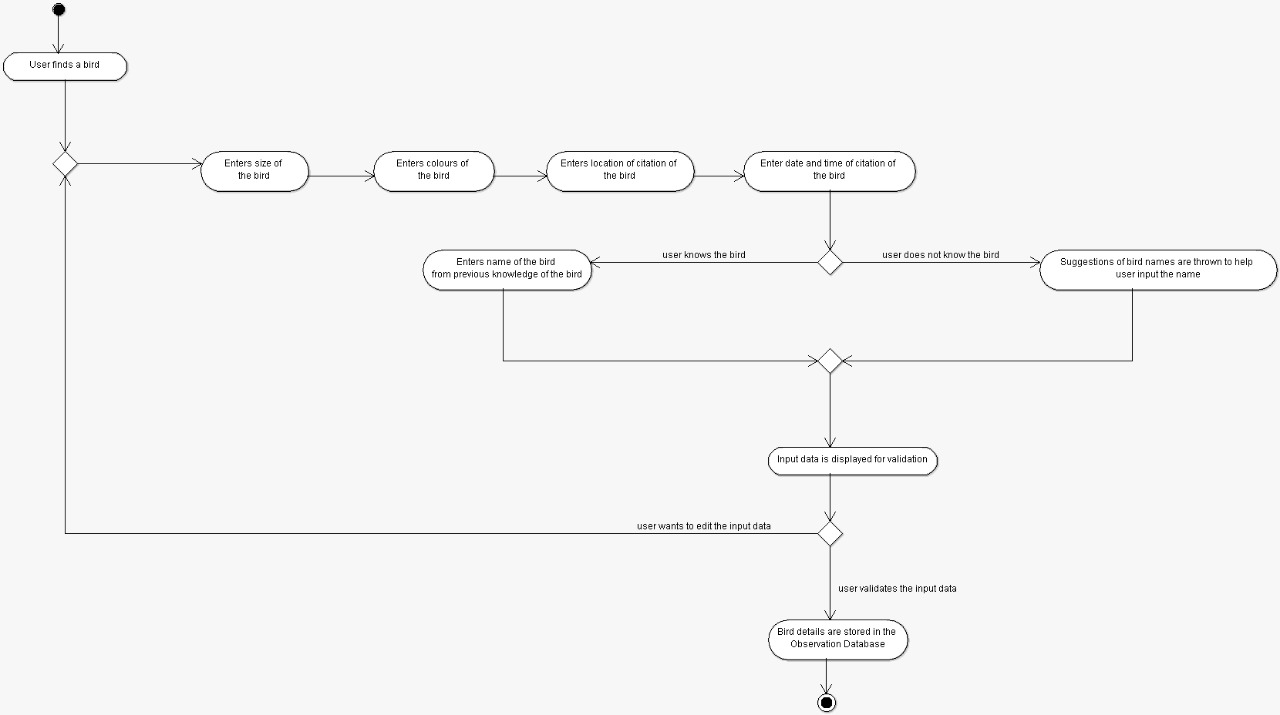 User finds a bird
Enters size of
the bird
Enters colours of
the bird
Enters location of citation of
the bird
Enter date and time of citation of
the bird
user knows the bird
user does not know the bird
Enters name of the bird
from previous knowledge of the bird
Suggestions of bird names are thrown to help
user input the name
Input data is displayed for validation
user wants to edit the input data
user validates the input data
Bird details are stored in the
Observation Database